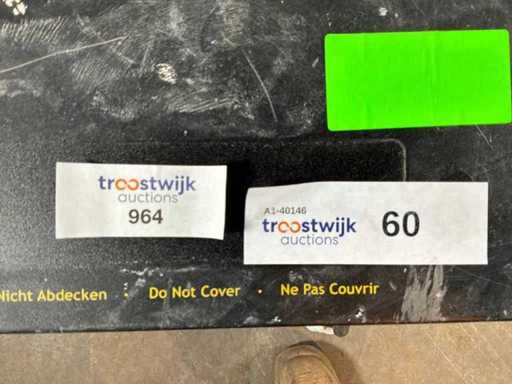 troostwijk
auctions
964
A1-40146
troostwijk
auctions
60
Nicht Abdecken · Do Not Cover · Ne Pas Couvrir